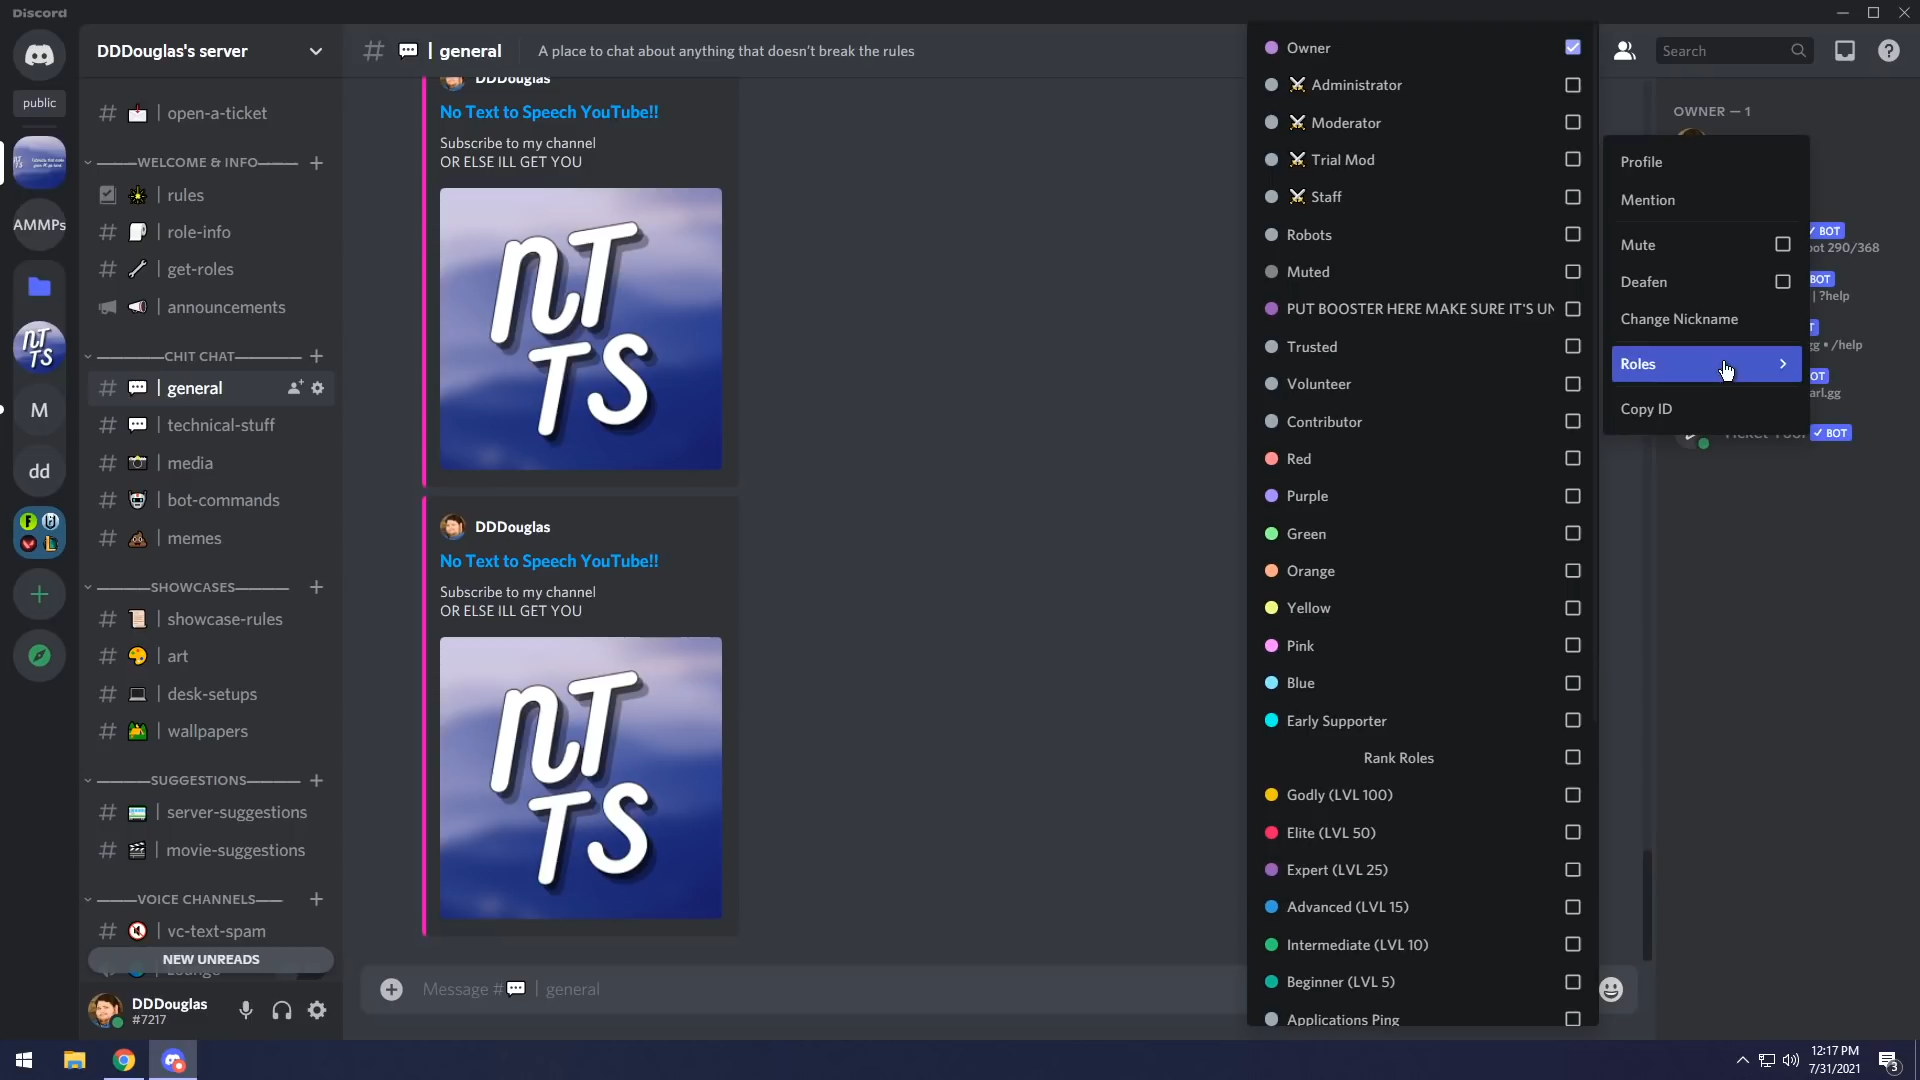 Discord
public
AMMPs
M
dd
DDDouglas's server
open-a-ticket
WELCOME & INFO
rules
role-info
get-roles
announcements
CHIT CHAT
general
technical-stuff
media
bot-commands
memes
SHOWCASES
showcase-rules
art
desk-setups
wallpapers
SUGGESTIONS
server-suggestions
movie-suggestions
VOICE CHANNELS
vc-text-spam
NEW UNREADS
DDDouglas
#7217
| general
A place to chat about anything that doesn't break the rules
DDDouglas
No Text to Speech YouTube!!
Subscribe to my channel
OR ELSE ILL GET YOU
NT
TS
DDDouglas
No Text to Speech YouTube!!
Subscribe to my channel
OR ELSE ILL GET YOU
NT
TS
Message # | general
Owner
Administrator
Moderator
Trial Mod
Staff
Robots
Muted
PUT BOOSTER HERE MAKE SURE IT'S UN
Trusted
Volunteer
Contributor
Red
Purple
Green
Orange
Yellow
Pink
Blue
Early Supporter
Rank Roles
Godly (LVL 100)
Elite (LVL 50)
Expert (LVL 25)
Advanced (LVL 15)
Intermediate (LVL 10)
Beginner (LVL 5)
Applications Ping
Search
OWNER — 1
Profile
Mention
Mute
Deafen
Change Nickname
Roles
Copy ID
BOT
bot 290/368
BOT
| ?help
gg • /help
OT
arl.gg
Ticket Tool BOT
12:17 PM
7/31/2021
3